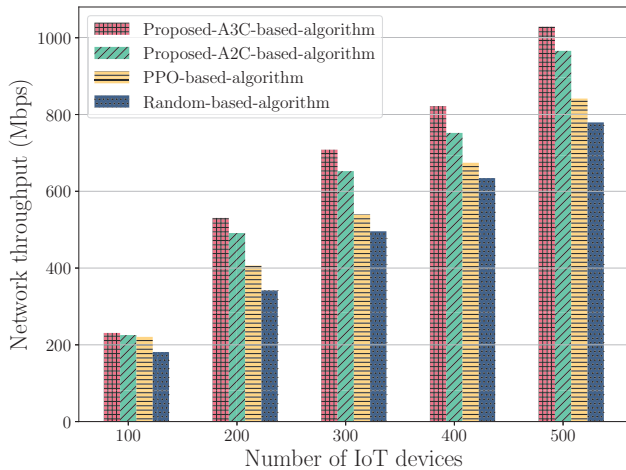 Proposed-A3C-based-algorithm
Proposed-A2C-based-algorithm
PPO-based-algorithm
Random-based-algorithm
Network throughput (Mbps)
1000
800
600
400
200
0
100 200 300 400 500
Number of IoT devices